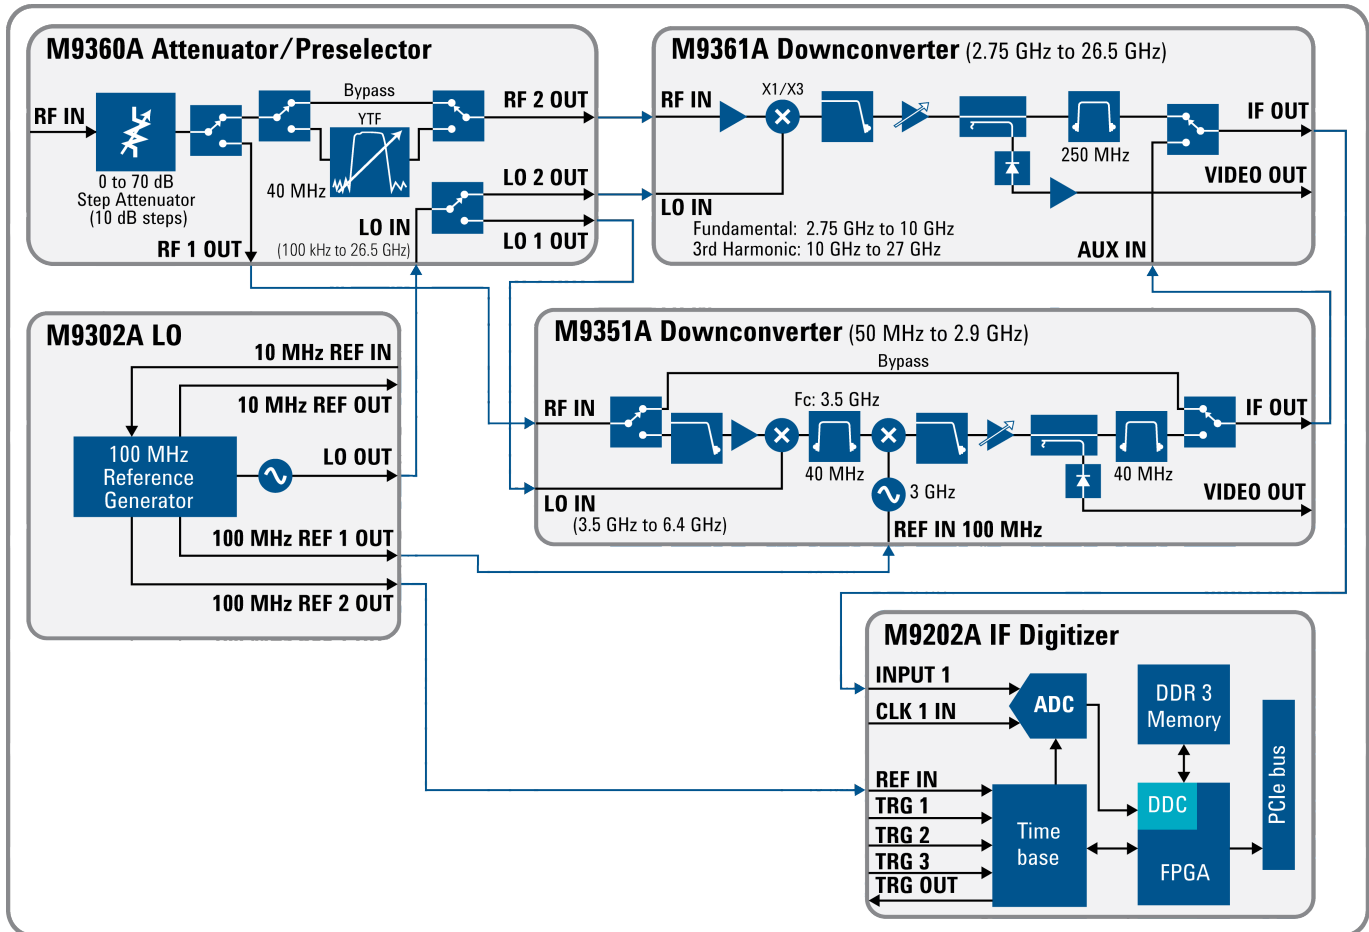 M9360A Attenuator/Preselector
RF IN
0 to 70 dB
Step Attenuator
(10 dB steps)
Bypass
YTF
40 MHz
RF 2 OUT
LO 2 OUT
LO IN
(100 kHz to 26.5 GHz)
LO 1 OUT
RF 1 OUT
M9361A Downconverter (2.75 GHz to 26.5 GHz)
RF IN
X1/X3
250 MHz
IF OUT
VIDEO OUT
LO IN
Fundamental: 2.75 GHz to 10 GHz
3rd Harmonic: 10 GHz to 27 GHz
AUX IN
M9302A LO
10 MHz REF IN
10 MHz REF OUT
100 MHz
Reference
Generator
LO OUT
100 MHz REF 1 OUT
100 MHz REF 2 OUT
M9351A Downconverter (50 MHz to 2.9 GHz)
Bypass
RF IN
Fc: 3.5 GHz
IF OUT
40 MHz
40 MHz
3 GHz
VIDEO OUT
LO IN
(3.5 GHz to 6.4 GHz)
REF IN 100 MHz
M9202A IF Digitizer
INPUT 1
CLK 1 IN
ADC
DDR 3
Memory
PCIe bus
REF IN
TRG 1
TRG 2
TRG 3
TRG OUT
Time
base
DDC
FPGA